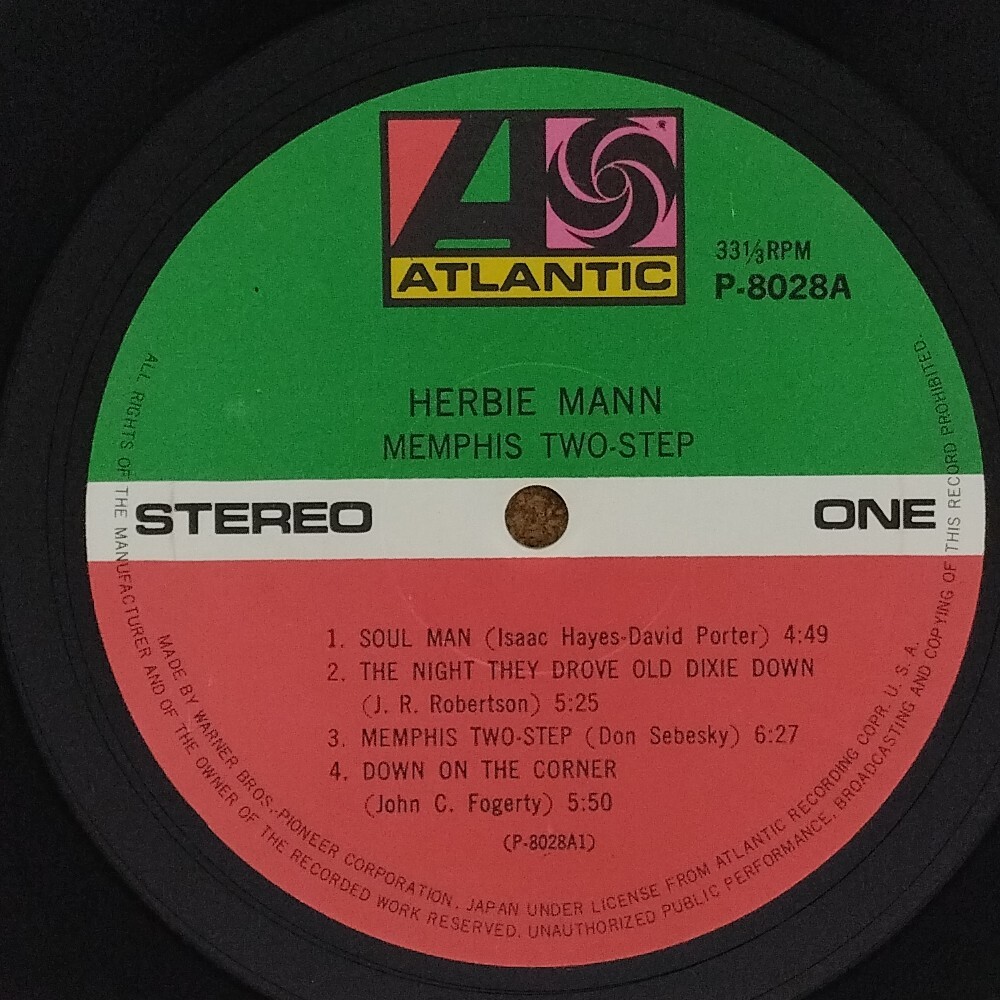 ATLANTIC
33⅓RPM
P-8028A
HERBIE MANN
MEMPHIS TWO-STEP
STEREO
ONE
1. SOUL MAN (Isaac Hayes-David Porter) 4:49
2. THE NIGHT THEY DROVE OLD DIXIE DOWN
(J. R. Robertson) 5:25
3. MEMPHIS TWO-STEP (Don Sebesky) 6:27
4. DOWN ON THE CORNER
(John C. Fogerty) 5:50
(P-8028A1)
MADE BY WARNER BROS.-PIONEER CORPORATION, JAPAN UNDER LICENSE FROM ATLANTIC RECORDING COPR. U. S. A.
ALL RIGHTS OF THE MANUFACTURER AND OF THE OWNER OF THE RECORDED WORK RESERVED. UNAUTHORIZED PUBLIC PERFORMANCE, BROADCASTING AND COPYING OF THIS RECORD PROHIBITED.